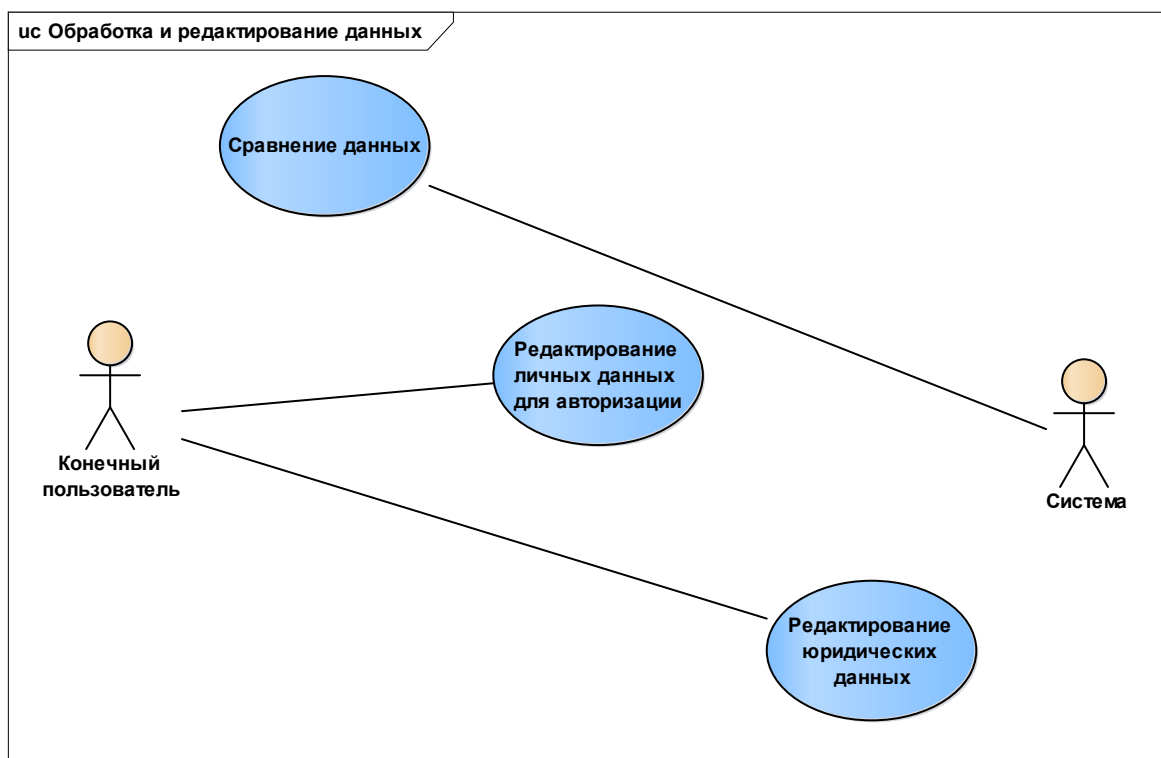 uc Обработка и редактирование данных
Сравнение данных
Редактирование
личных данных
для авторизации
Конечный
пользователь
Система
Редактирование
юридических
данных